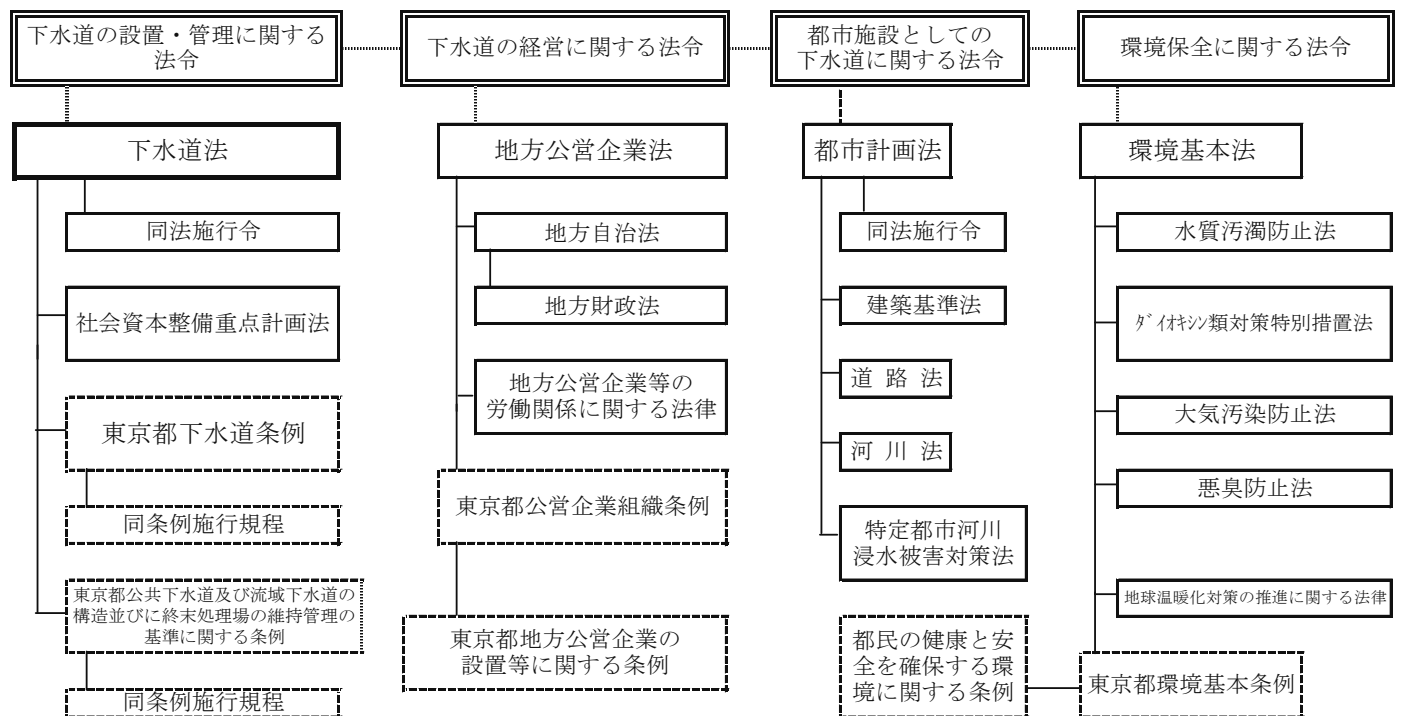 下水道の設置・管理に関する
法令
下水道の経営に関する法令
都市施設としての
下水道に関する法令
環境保全に関する法令
下水道法
同法施行令
社会資本整備重点計画法
東京都下水道条例
同条例施行規程
東京都公共下水道及び流域下水道の
構造並びに終末処理場の維持管理の
基準に関する条例
同条例施行規程
地方公営企業法
地方自治法
地方財政法
地方公営企業等の
労働関係に関する法律
東京都公営企業組織条例
東京都地方公営企業の
設置等に関する条例
都市計画法
同法施行令
建築基準法
道 路 法
河 川 法
特定都市河川
浸水被害対策法
都民の健康と安
全を確保する環
境に関する条例
環境基本法
水質汚濁防止法
ﾀﾞｲｵｷｼﾝ類対策特別措置法
大気汚染防止法
悪臭防止法
地球温暖化対策の推進に関する法律
東京都環境基本条例